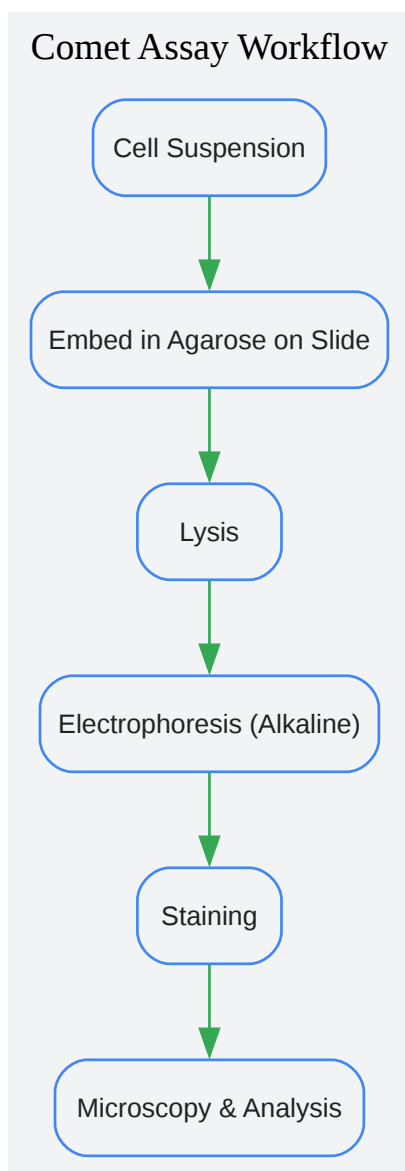 Comet Assay Workflow
Cell Suspension
Embed in Agarose on Slide
Lysis
Electrophoresis (Alkaline)
Staining
Microscopy & Analysis